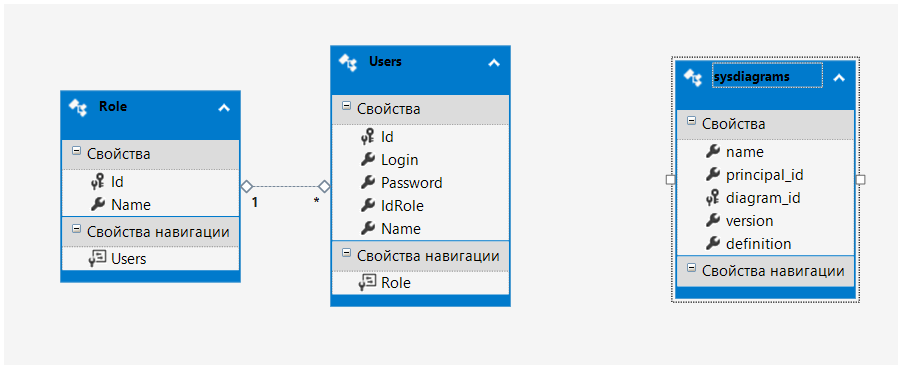 Role
Свойства
Id
Name
Свойства навигации
Users
1
*
Users
Свойства
Id
Login
Password
IdRole
Name
Свойства навигации
Role
sysdiagrams
Свойства
name
principal_id
diagram_id
version
definition
Свойства навигации